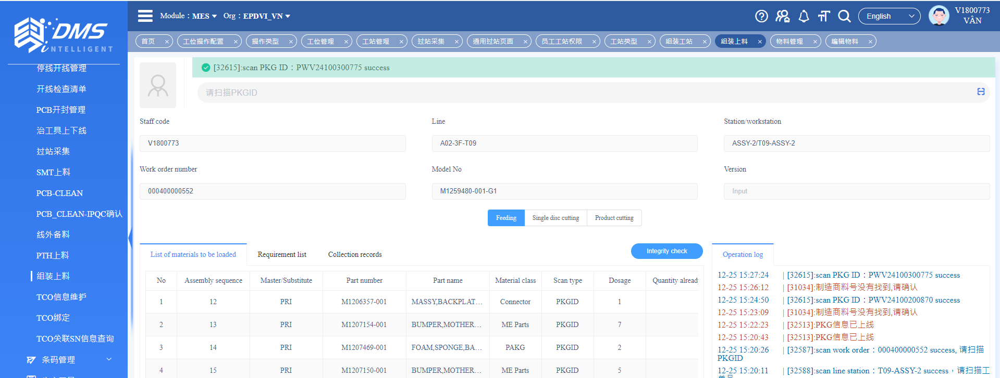 Module：MES Org：EPDVI_VN
English
V1800773
VÂN
DMS
iNTELLIGENT
首页 × 工位操作配置 × 操作类型 × 工位管理 × 工站管理 × 过站采集 × 通用过站页面 × 员工工站权限 × 工站类型 × 组装工站 × 组装上料 × 物料管理 × 编辑物料 ×
停线开线管理
开线检查清单
PCB开封管理
治工具上下线
过站采集
SMT上料
PCB-CLEAN
PCB_CLEAN-IPQC确认
线外备料
PTH上料
组装上料
TCO信息维护
TCO绑定
TCO关联SN信息查询
条码管理
[32615]:scan PKG ID：PWV24100300775 success
请扫描PKGID
Staff code Line Station/workstation
V1800773 A02-3F-T09 ASSY-2/T09-ASSY-2
Work order number Model No Version
000400000552 M1259480-001-G1 Input
Feeding Single disc cutting Product cutting
List of materials to be loaded Requirement list Collection records Integrity check
No Assembly sequence Master/Substitute Part number Part name Material class Scan type Dosage Quantity already
1 12 PRI M1206357-001 MASSY,BACKPLAT... Connector PKGID 1
2 13 PRI M1207154-001 BUMPER,MOTHER... ME Parts PKGID 7
3 14 PRI M1207469-001 FOAM,SPONGE,BA... PAKG PKGID 2
4 15 PRI M1207150-001 BUMPER,MOTHER... ME Parts PKGID 5
Operation log
12-25 15:27:24 | [32615]:scan PKG ID：PWV24100300775 success
12-25 15:26:12 | [31034]:制造商料号没有找到,请确认
12-25 15:24:50 | [32615]:scan PKG ID：PWV24100200870 success
12-25 15:23:09 | [31034]:制造商料号没有找到,请确认
12-25 15:22:23 | [32513]:PKG信息已上线
12-25 15:20:43 | [32513]:PKG信息已上线
12-25 15:20:26 | [32587]:scan work order：000400000552 success, 请扫描
PKGID
12-25 15:20:11 | [32588]:scan line station：T09-ASSY-2 success，请扫描工